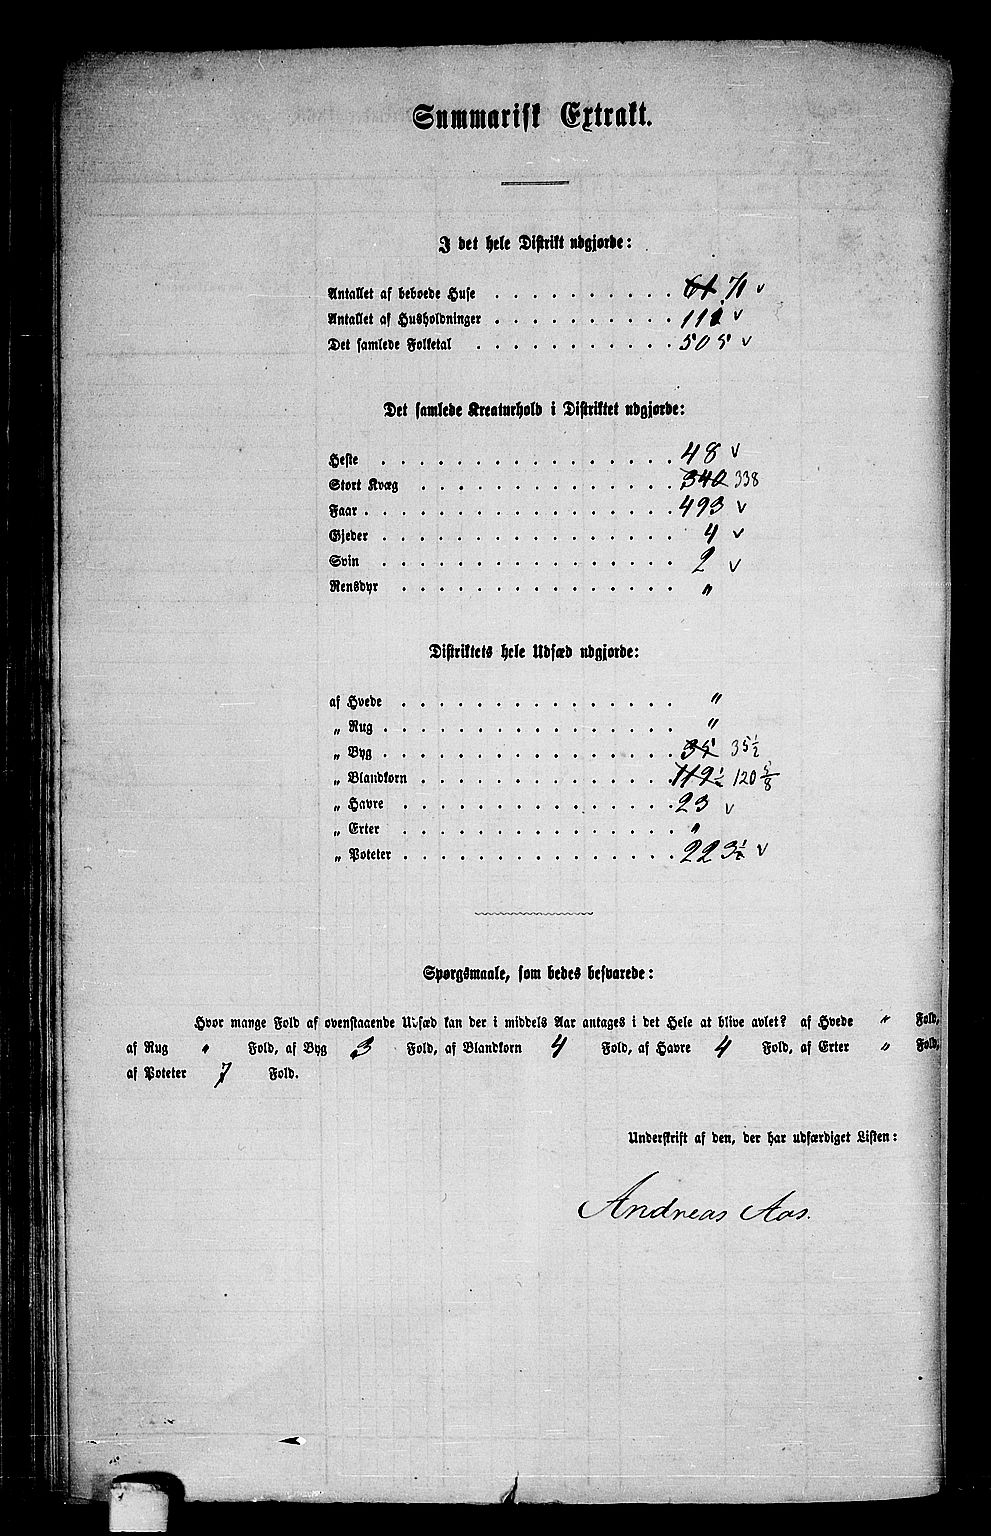 Summarisk Extrakt.
I det hele Distrikt udgjorde:
Antallet af beboede Huse . . . . . . . . . . 61 71 v
Antallet af Husholdninger . . . . . . . . . . 111 v
Det samlede Folketal . . . . . . . . . . . 505 v
Det samlede Kreaturhold i Distriktet udgjorde:
Heste . . . . . . . . . . . . . . . . 48 v
Stort Kvæg . . . . . . . . . . . . . . 340 338
Faar . . . . . . . . . . . . . . . . . 493 v
Gjeder . . . . . . . . . . . . . . . . 4 v
Svin . . . . . . . . . . . . . . . . 2 v
Rensdyr . . . . . . . . . . . . . . . "
Distriktets hele Udsæd udgjorde:
af Hvede . . . . . . . . . . . . . . . "
„ Rug . . . . . . . . . . . . . . . . "
„ Byg . . . . . . . . . . . . . . . . 35 35½
„ Blandkorn . . . . . . . . . . . . . . 119½ 120⅝
„ Havre . . . . . . . . . . . . . . . 23 v
„ Erter . . . . . . . . . . . . . . . "
„ Poteter . . . . . . . . . . . . . . . 223½ v
Spørgsmaale, som bedes besvarede:
Hvor mange Fold af ovenstaaende Udsæd kan der i middels Aar antages i det Hele at blive avlet? af Hvede " Fold,
af Rug " Fold, af Byg 3 Fold, af Blandkorn 4 Fold, af Havre 4 Fold, af Erter " Fold,
af Poteter 7 Fold.
Underskrift af den, der har udfærdiget Listen:
Andreas Aas.